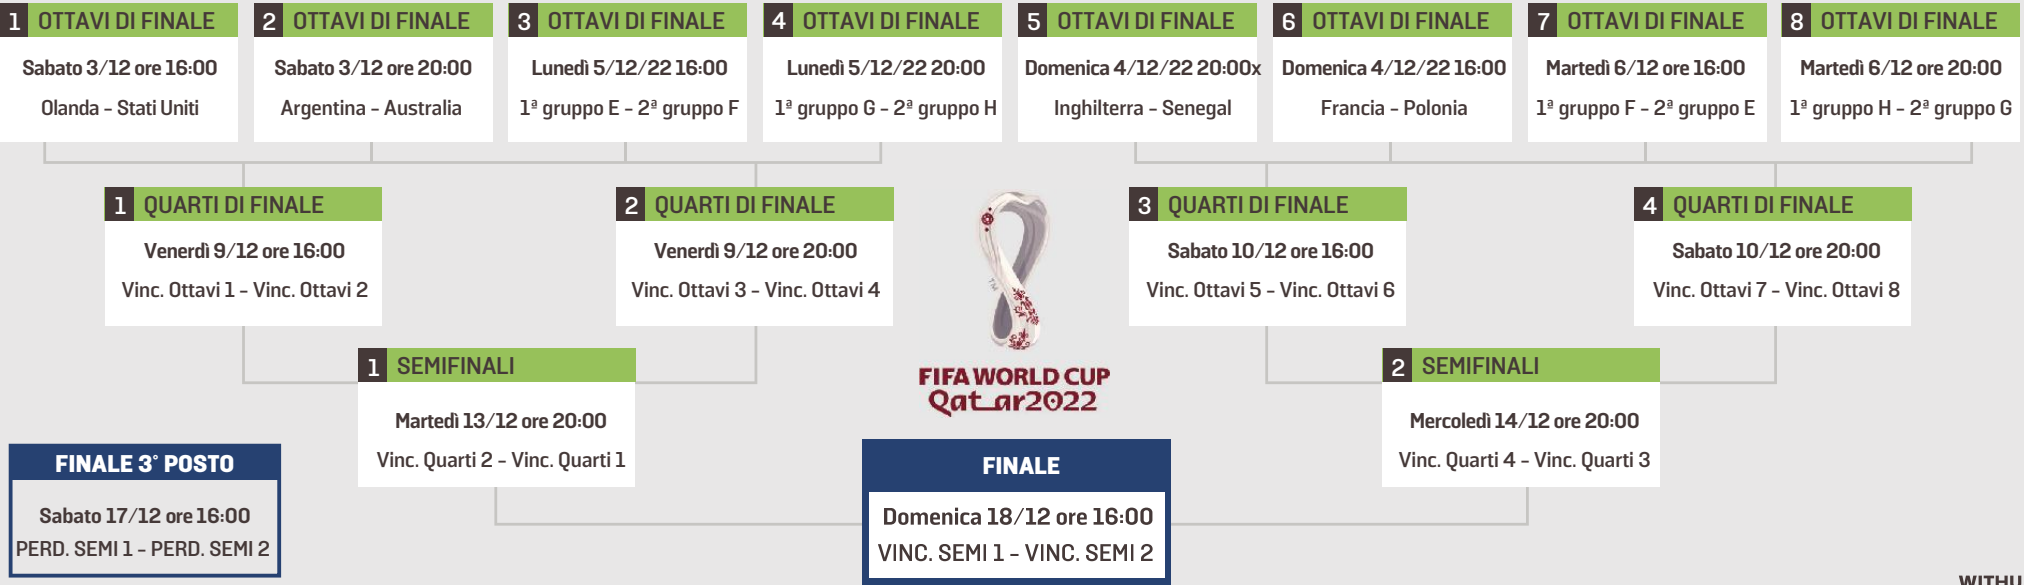 1 OTTAVI DI FINALE
Sabato 3/12 ore 16:00
Olanda - Stati Uniti
2 OTTAVI DI FINALE
Sabato 3/12 ore 20:00
Argentina - Australia
3 OTTAVI DI FINALE
Lunedì 5/12/22 16:00
1ª gruppo E - 2ª gruppo F
4 OTTAVI DI FINALE
Lunedì 5/12/22 20:00
1ª gruppo G - 2ª gruppo H
5 OTTAVI DI FINALE
Domenica 4/12/22 20:00x
Inghilterra - Senegal
6 OTTAVI DI FINALE
Domenica 4/12/22 16:00
Francia - Polonia
7 OTTAVI DI FINALE
Martedì 6/12 ore 16:00
1ª gruppo F - 2ª gruppo E
8 OTTAVI DI FINALE
Martedì 6/12 ore 20:00
1ª gruppo H - 2ª gruppo G
1 QUARTI DI FINALE
Venerdì 9/12 ore 16:00
Vinc. Ottavi 1 - Vinc. Ottavi 2
2 QUARTI DI FINALE
Venerdì 9/12 ore 20:00
Vinc. Ottavi 3 - Vinc. Ottavi 4
3 QUARTI DI FINALE
Sabato 10/12 ore 16:00
Vinc. Ottavi 5 - Vinc. Ottavi 6
4 QUARTI DI FINALE
Sabato 10/12 ore 20:00
Vinc. Ottavi 7 - Vinc. Ottavi 8
TM
FIFA WORLD CUP
Qatar2022
1 SEMIFINALI
Martedì 13/12 ore 20:00
Vinc. Quarti 2 - Vinc. Quarti 1
2 SEMIFINALI
Mercoledì 14/12 ore 20:00
Vinc. Quarti 4 - Vinc. Quarti 3
FINALE 3° POSTO
Sabato 17/12 ore 16:00
PERD. SEMI 1 - PERD. SEMI 2
FINALE
Domenica 18/12 ore 16:00
VINC. SEMI 1 - VINC. SEMI 2
WITHU